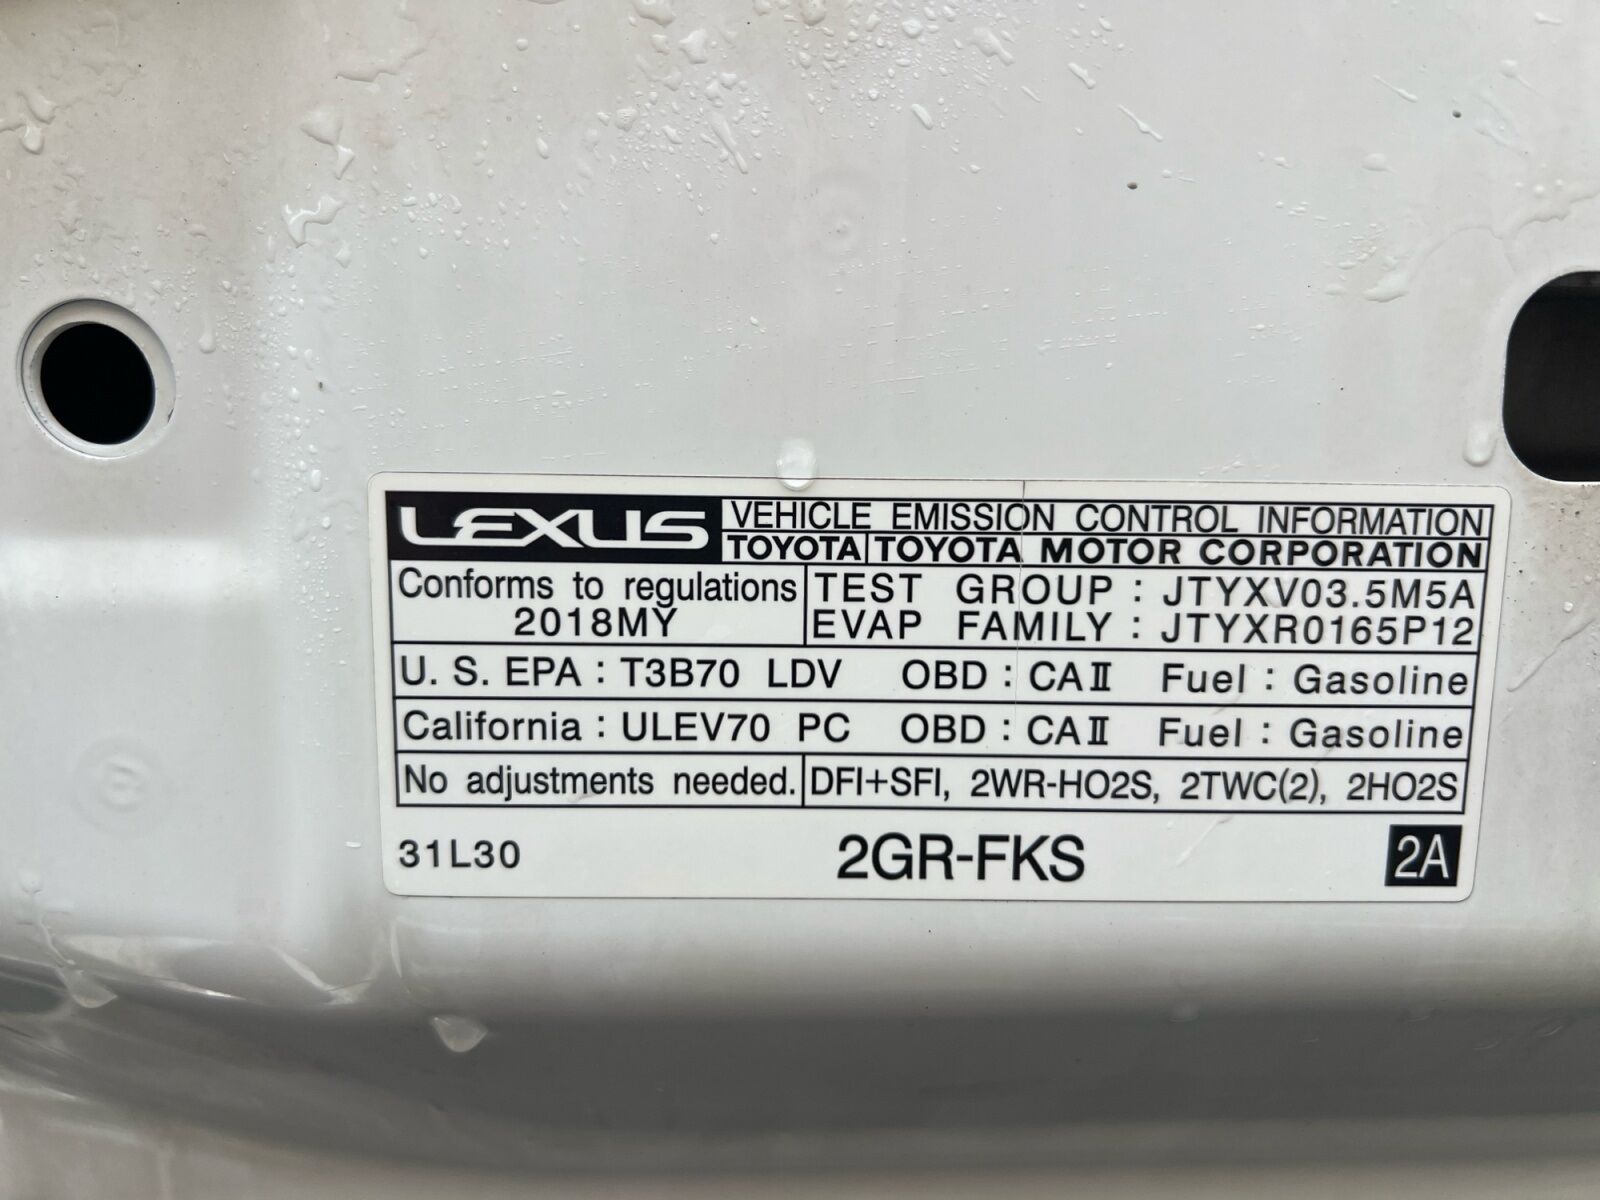 LEXUS VEHICLE EMISSION CONTROL INFORMATION
TOYOTA TOYOTA MOTOR CORPORATION
Conforms to regulations
2018MY
TEST GROUP : JTYXV03.5M5A
EVAP FAMILY : JTYXR0165P12
U. S. EPA : T3B70 LDV OBD : CAⅡ Fuel : Gasoline
California : ULEV70 PC OBD : CAⅡ Fuel : Gasoline
No adjustments needed. DFI+SFI, 2WR-HO2S, 2TWC(2), 2HO2S
31L30 2GR-FKS 2A